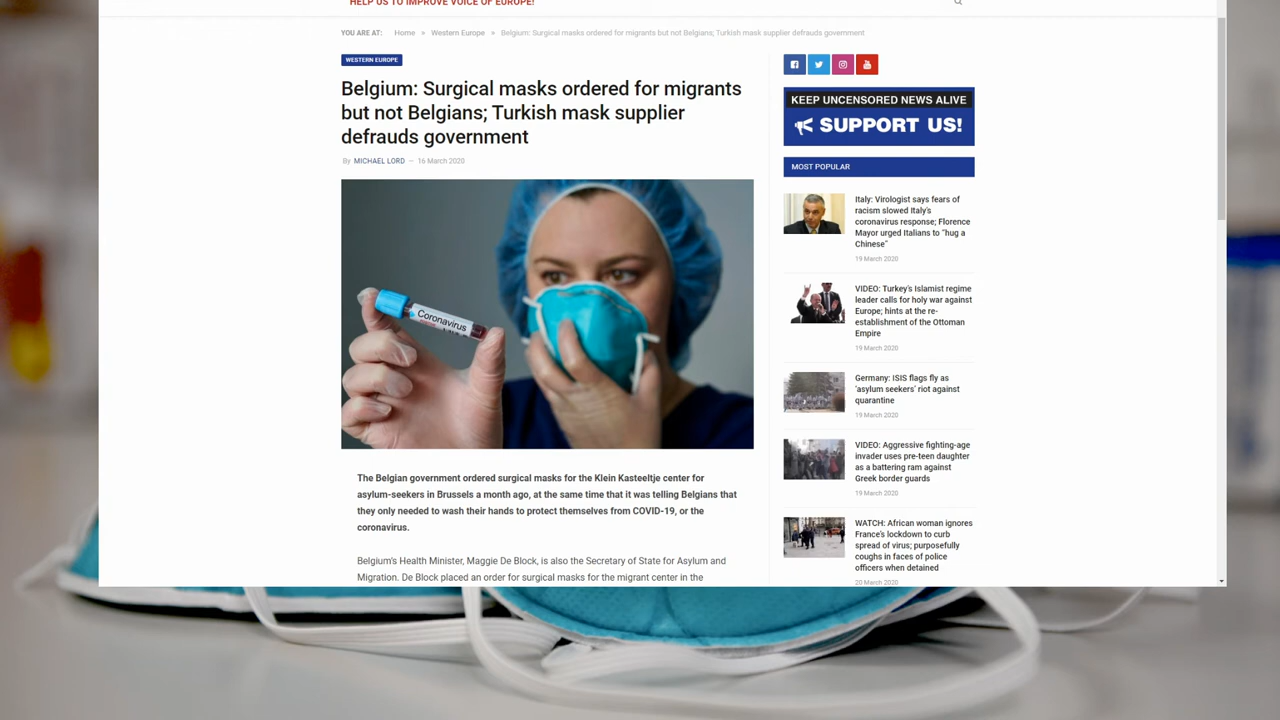 HELP US TO IMPROVE VOICE OF EUROPE!
YOU ARE AT: Home » Western Europe » Belgium: Surgical masks ordered for migrants but not Belgians; Turkish mask supplier defrauds government
WESTERN EUROPE
Belgium: Surgical masks ordered for migrants
but not Belgians; Turkish mask supplier
defrauds government
By MICHAEL LORD — 16 March 2020
Coronavirus
The Belgian government ordered surgical masks for the Klein Kasteeltje center for
asylum-seekers in Brussels a month ago, at the same time that it was telling Belgians that
they only needed to wash their hands to protect themselves from COVID-19, or the
coronavirus.
Belgium's Health Minister, Maggie De Block, is also the Secretary of State for Asylum and
Migration. De Block placed an order for surgical masks for the migrant center in the
KEEP UNCENSORED NEWS ALIVE
SUPPORT US!
MOST POPULAR
Italy: Virologist says fears of
racism slowed Italy's
coronavirus response; Florence
Mayor urged Italians to "hug a
Chinese"
19 March 2020
VIDEO: Turkey's Islamist regime
leader calls for holy war against
Europe; hints at the re-
establishment of the Ottoman
Empire
19 March 2020
Germany: ISIS flags fly as
'asylum seekers' riot against
quarantine
19 March 2020
VIDEO: Aggressive fighting-age
invader uses pre-teen daughter
as a battering ram against
Greek border guards
19 March 2020
WATCH: African woman ignores
France's lockdown to curb
spread of virus; purposefully
coughs in faces of police
officers when detained
20 March 2020